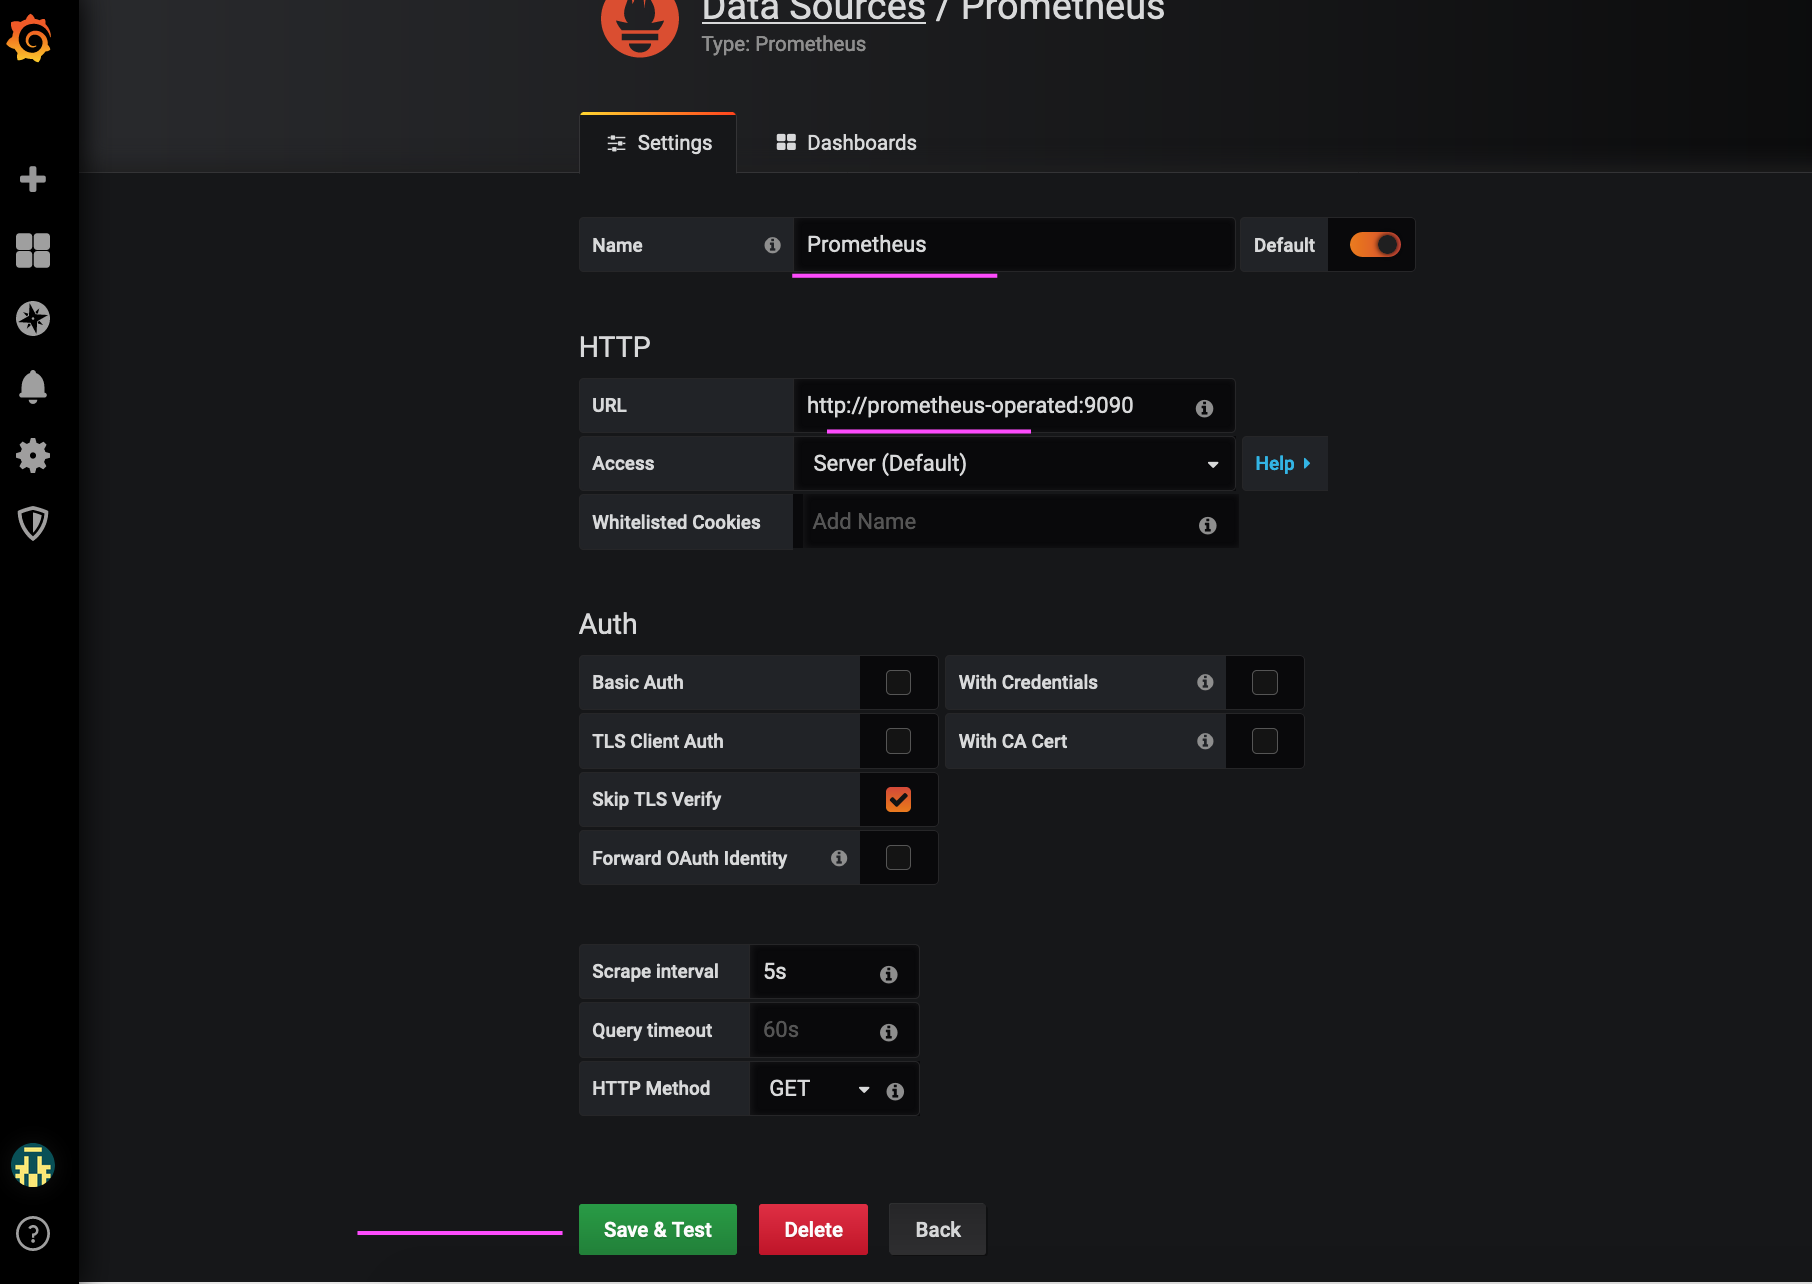 Data Sources / Prometheus
Type: Prometheus
Settings
Dashboards
Name
Prometheus
Default
HTTP
URL
http://prometheus-operated:9090
Access
Server (Default)
Help
Whitelisted Cookies
Add Name
Auth
Basic Auth
With Credentials
TLS Client Auth
With CA Cert
Skip TLS Verify
Forward OAuth Identity
Scrape interval
5s
Query timeout
60s
HTTP Method
GET
Save & Test
Delete
Back